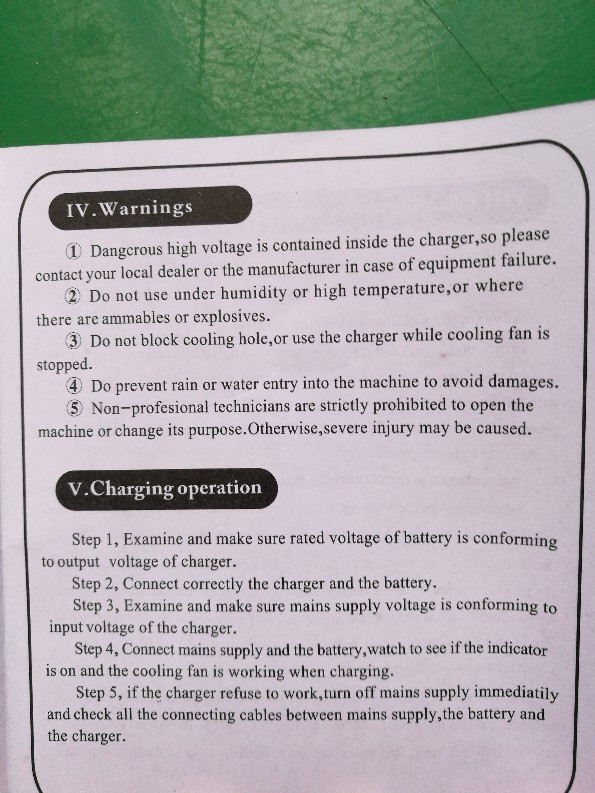 IV.Warnings
① Dangcrous high voltage is contained inside the charger,so please
contact your local dealer or the manufacturer in case of equipment failure.
② Do not use under humidity or high temperature,or where
there are ammables or explosives.
③ Do not block cooling hole,or use the charger while cooling fan is
stopped.
④ Do prevent rain or water entry into the machine to avoid damages.
⑤ Non-profesional technicians are strictly prohibited to open the
machine or change its purpose.Otherwise,severe injury may be caused.
V.Charging operation
Step 1, Examine and make sure rated voltage of battery is conforming
to output voltage of charger.
Step 2, Connect correctly the charger and the battery.
Step 3, Examine and make sure mains supply voltage is conforming to
input voltage of the charger.
Step 4, Connect mains supply and the battery,watch to see if the indicator
is on and the cooling fan is working when charging.
Step 5, if the charger refuse to work,turn off mains supply immediatily
and check all the connecting cables between mains supply,the battery and
the charger.